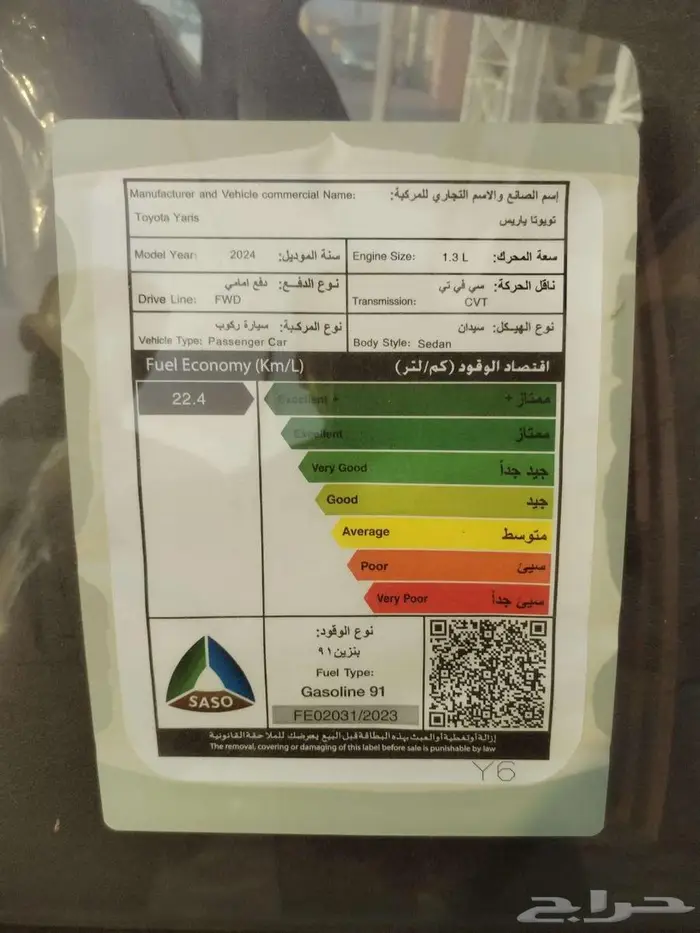 Manufacturer and Vehicle commercial Name: إسم الصانع والاسم التجاري للمركبة:
Toyota Yaris تويوتا ياريس
Model Year: 2024 سنة الموديل:
Engine Size: 1.3 L سعة المحرك:
نوع الدفع: دفع امامي
Drive Line: FWD
ناقل الحركة: سي في تي
Transmission: CVT
نوع المركبة: سيارة ركوب
Vehicle Type: Passenger Car
نوع الهيكل: سيدان
Body Style: Sedan
Fuel Economy (Km/L) اقتصاد الوقود (كم/لتر)
22.4
Excellent + ممتاز +
Excellent ممتاز
Very Good جيد جداً
Good جيد
Average متوسط
Poor سيئ
Very Poor سيئ جداً
SASO
نوع الوقود:
بنزين ٩١
Fuel Type:
Gasoline 91
FE02031/2023
إزالة أو تغطية أو العبث بهذه البطاقة قبل البيع يعرضك للملاحقة القانونية
The removal, covering or damaging of this label before sale is punishable by law
Y6
حراج